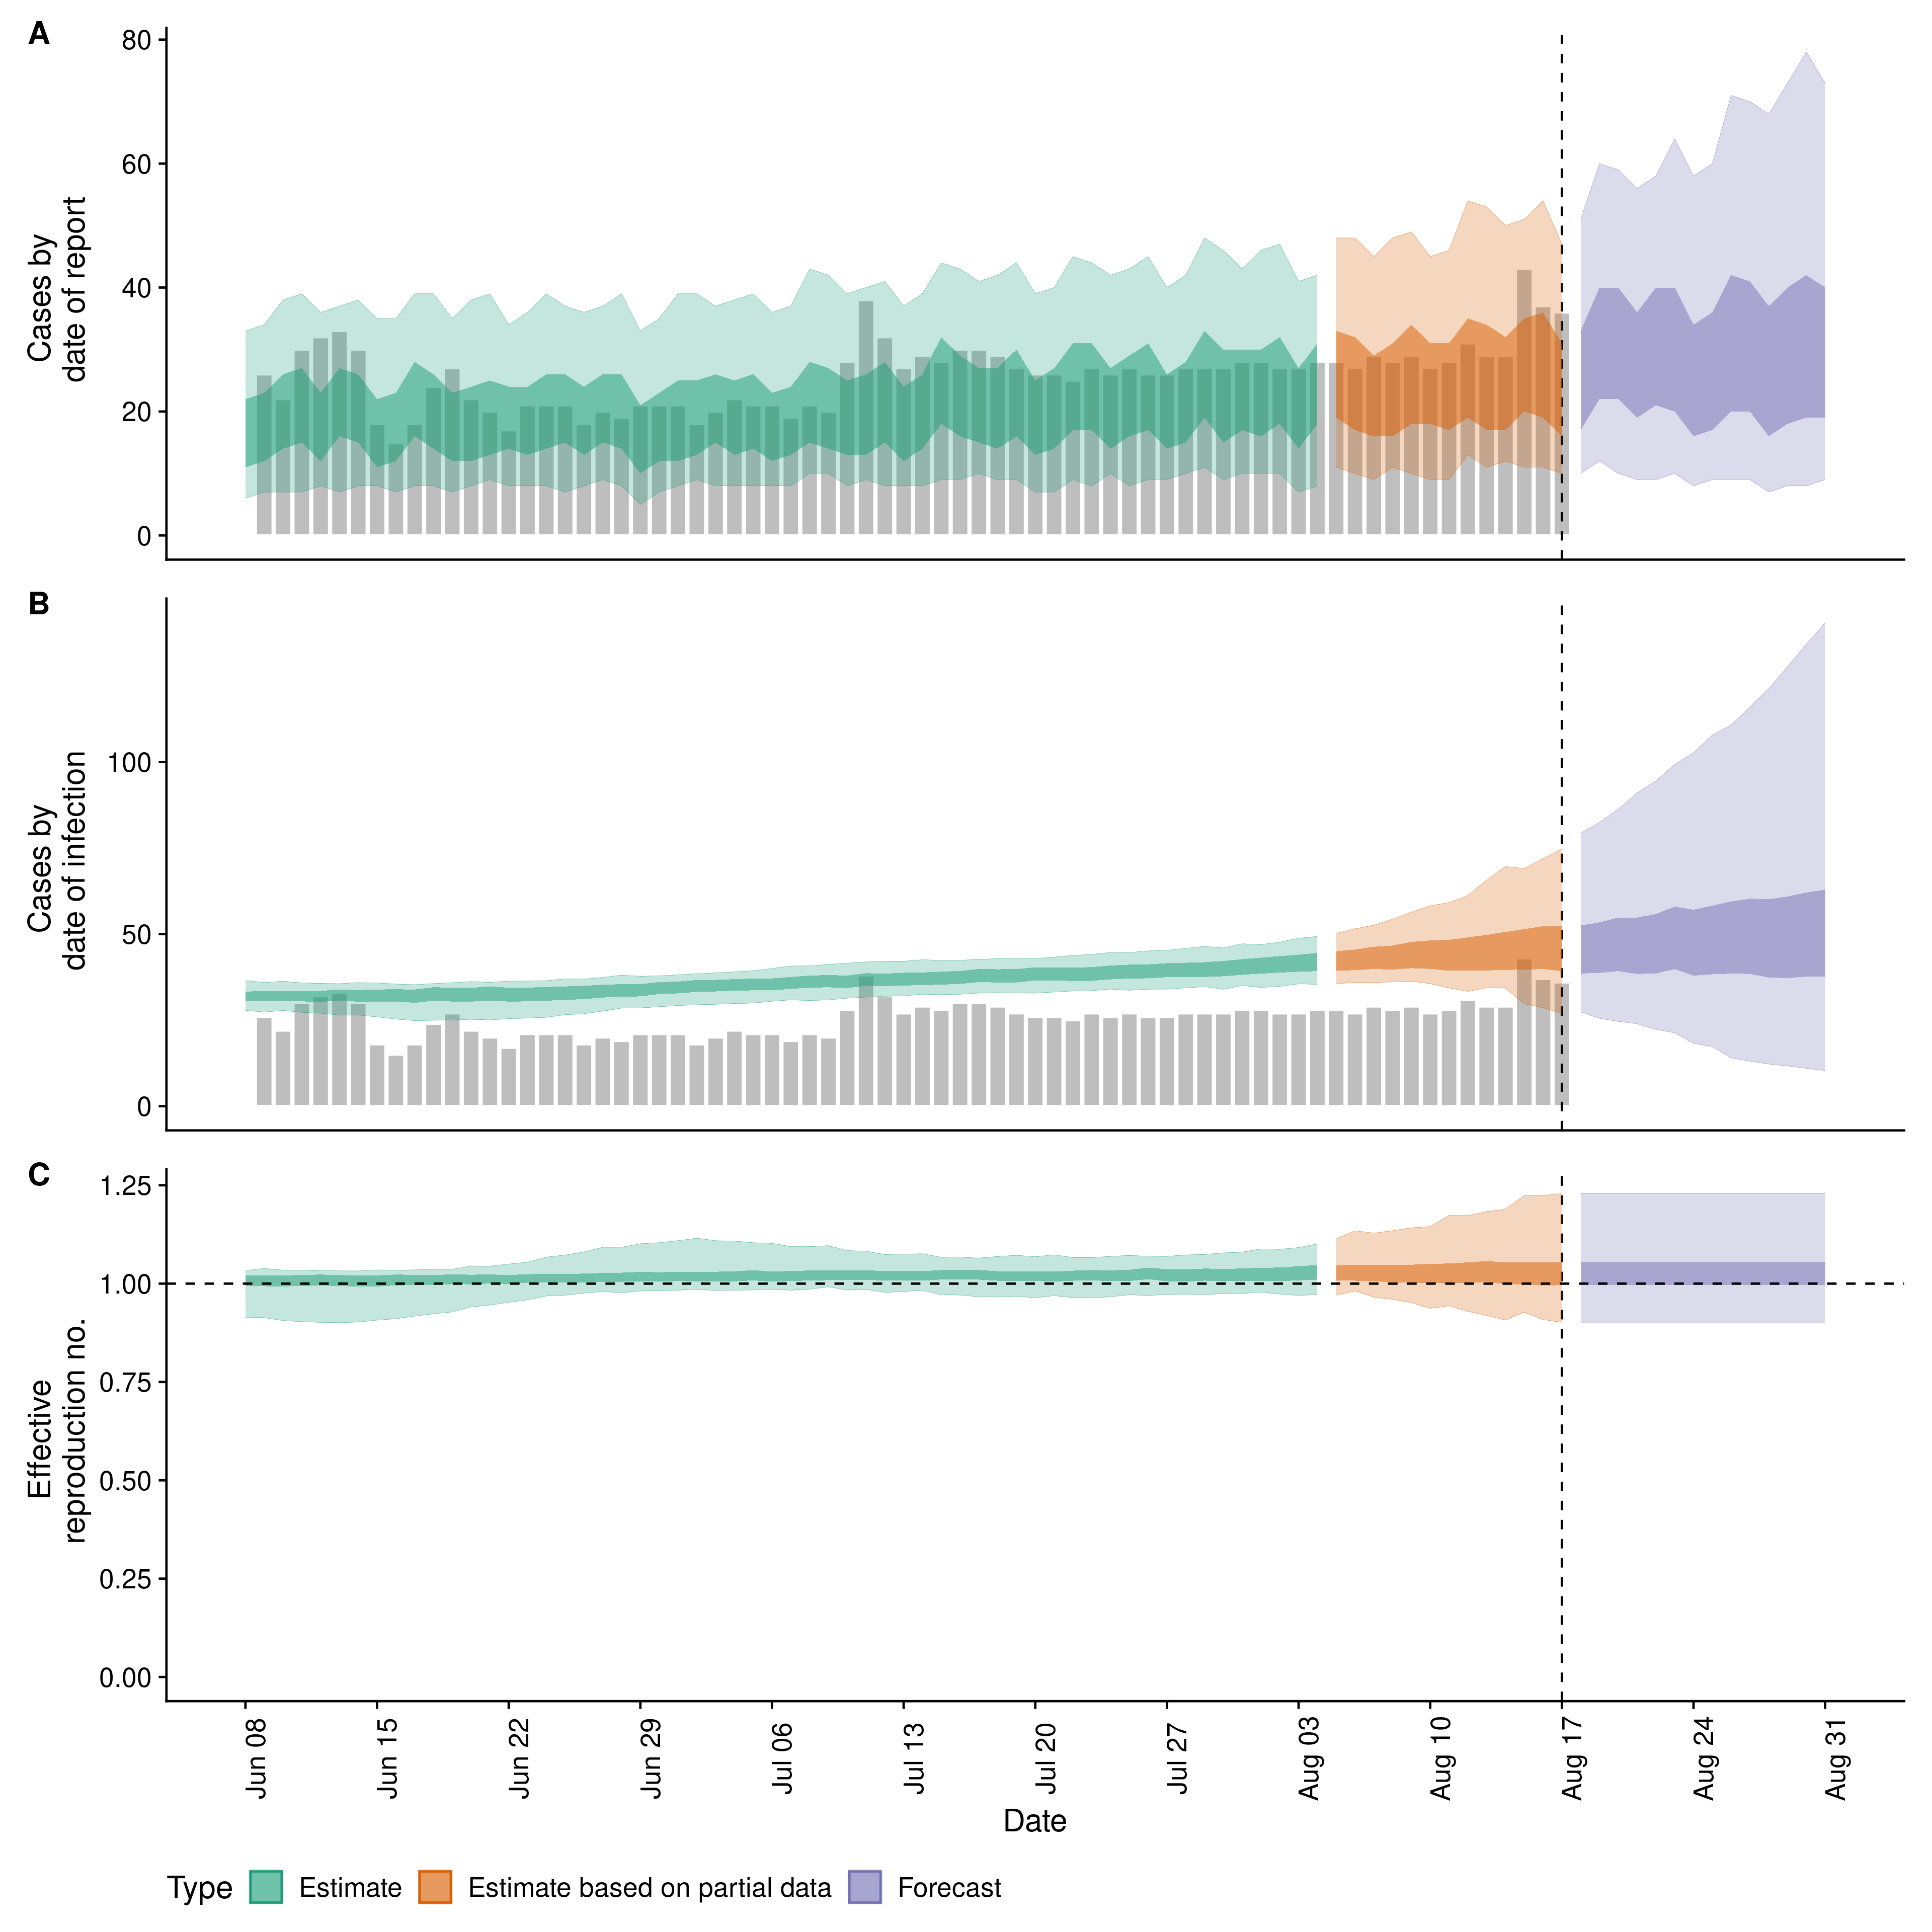 A
80
60
40
20
0
Cases by
date of report
B
100
50
0
Cases by
date of infection
C
1.25
1.00
0.75
0.50
0.25
0.00
Effective
reproduction no.
Jun 08
Jun 15
Jun 22
Jun 29
Jul 06
Jul 13
Jul 20
Jul 27
Aug 03
Aug 10
Aug 17
Aug 24
Aug 31
Date
Type Estimate Estimate based on partial data Forecast